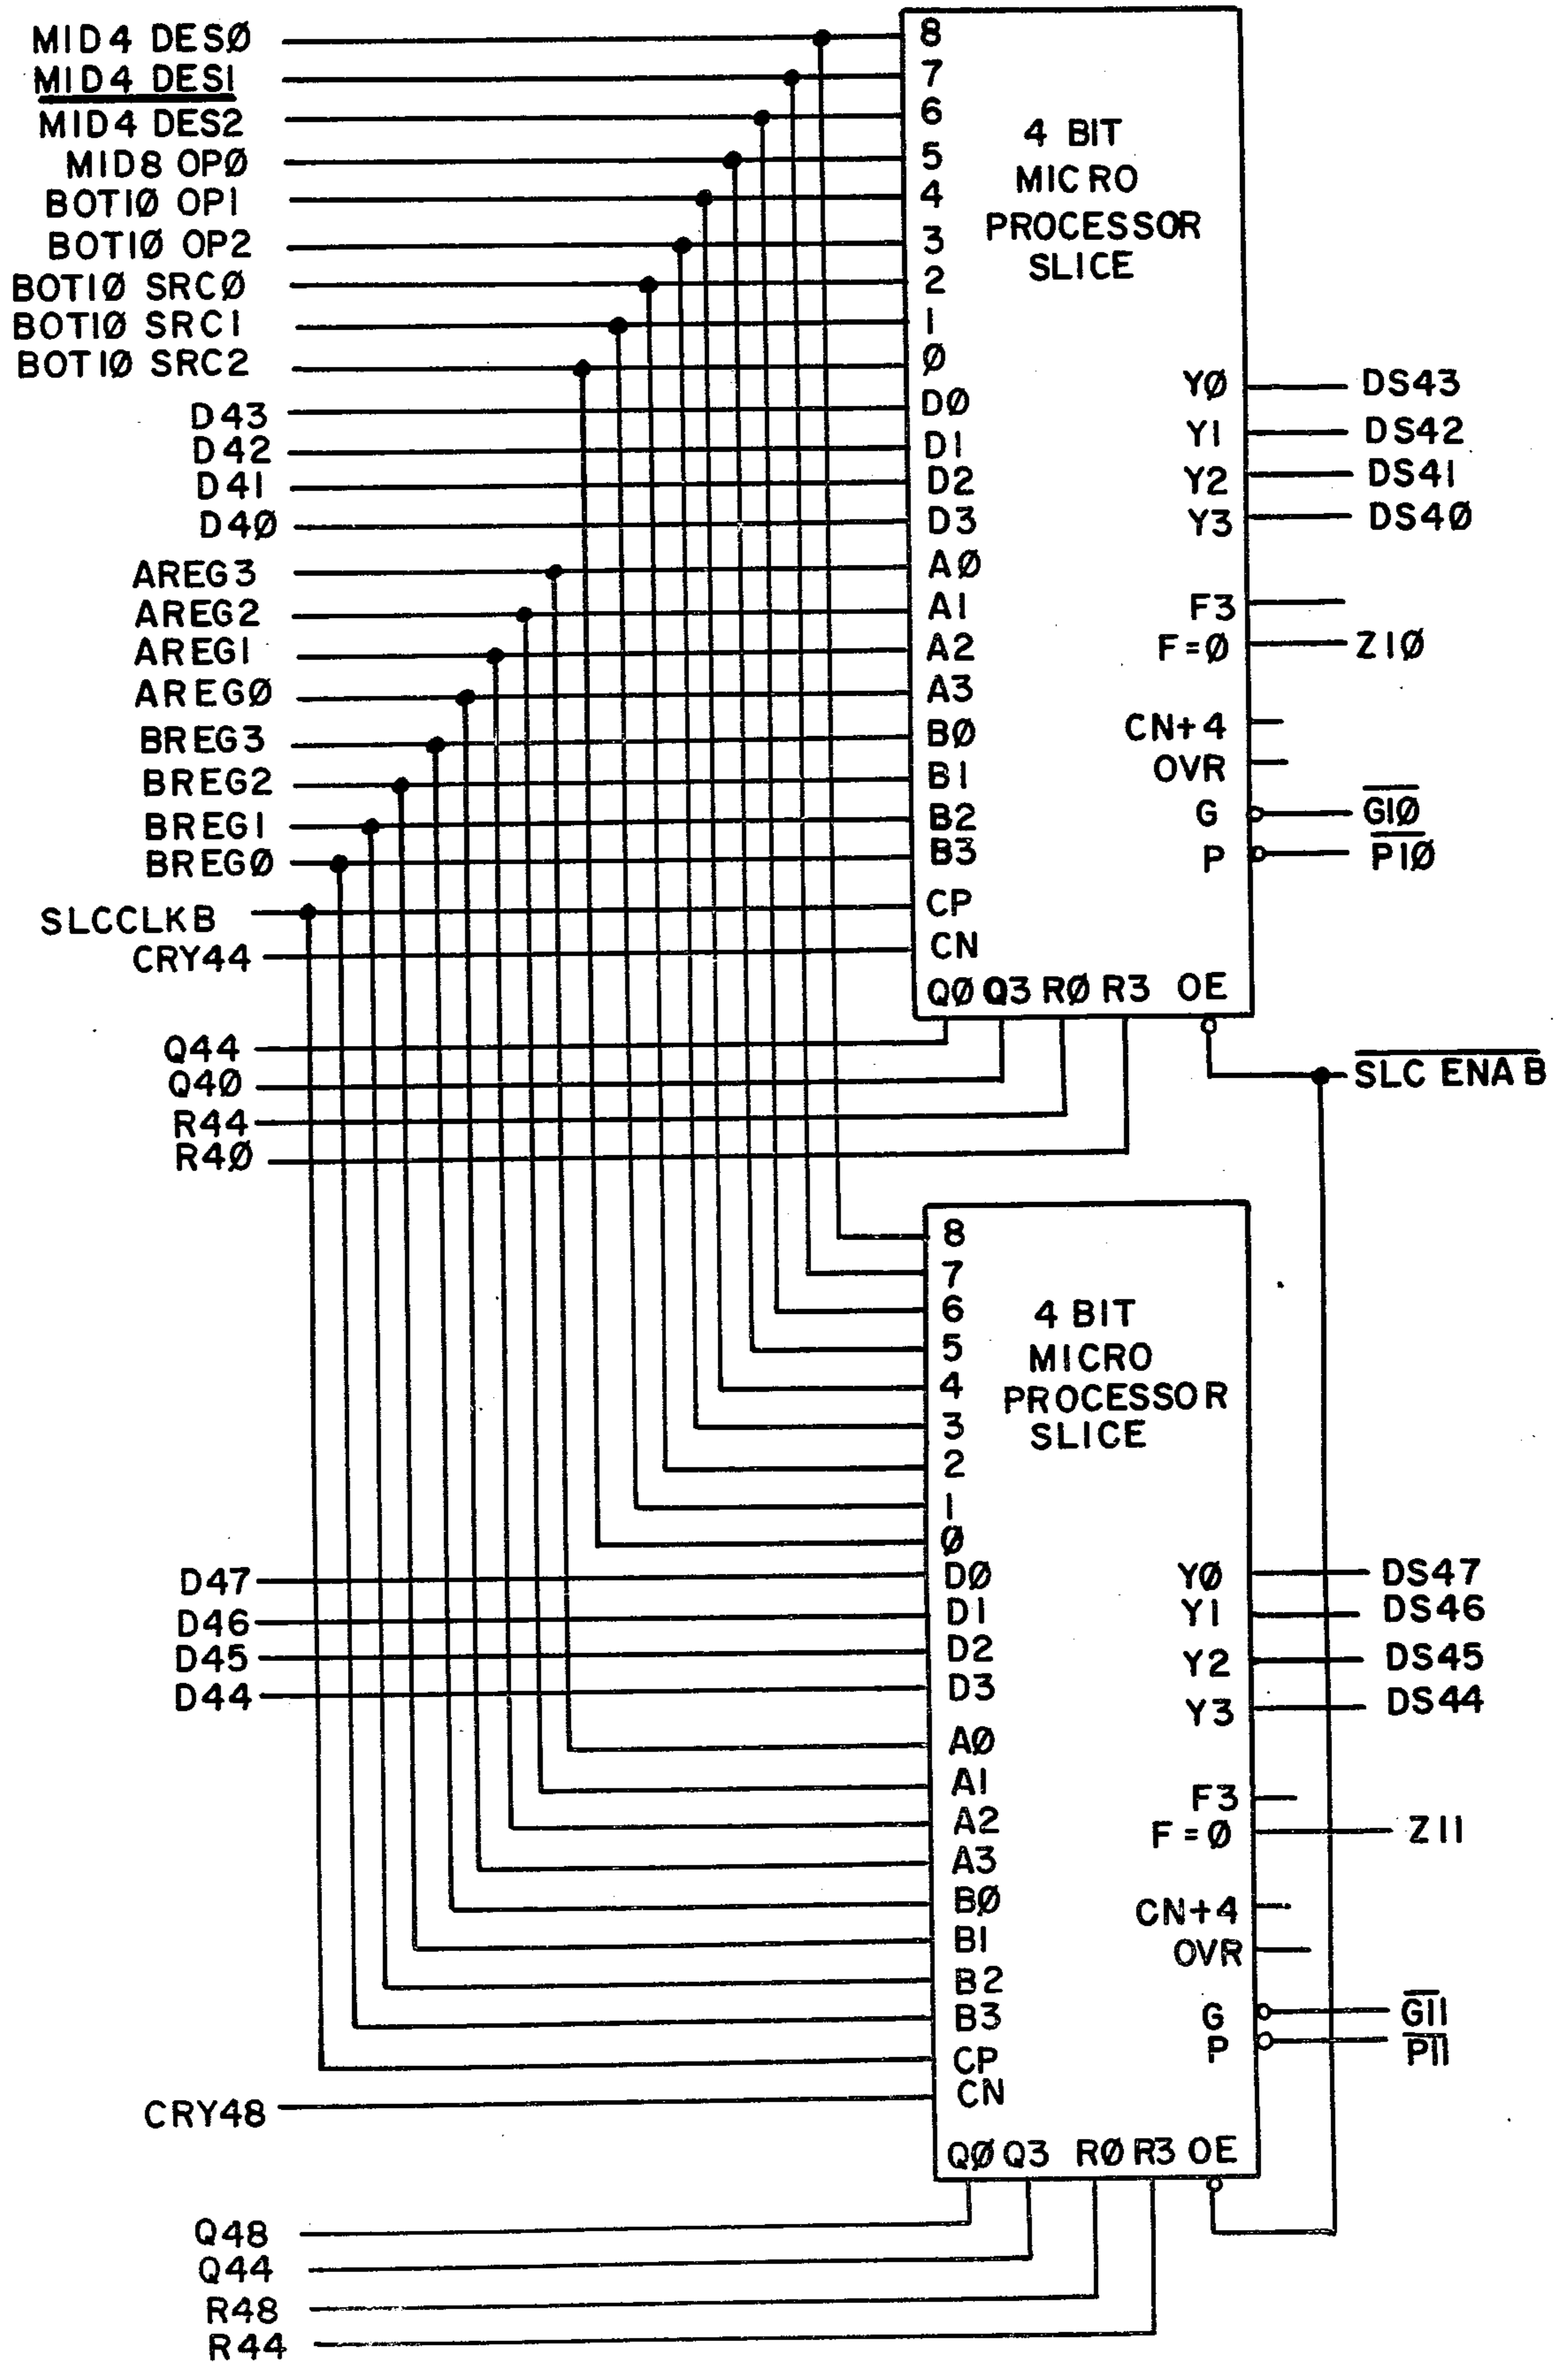 MID4 DESØ
MID4 DES1
MID4 DES2
MID8 OPØ
BOT1Ø OP1
BOT1Ø OP2
BOT1Ø SRCØ
BOT1Ø SRC1
BOT1Ø SRC2
D43
D42
D41
D4Ø
AREG3
AREG2
AREG1
AREGØ
BREG3
BREG2
BREG1
BREGØ
SLCCLKB
CRY44
Q44
Q4Ø
R44
R4Ø
8
7
6
5
4
3
2
1
Ø
DØ
D1
D2
D3
AØ
A1
A2
A3
BØ
B1
B2
B3
CP
CN
4 BIT
MICRO
PROCESSOR
SLICE
YØ
Y1
Y2
Y3
F3
F=Ø
CN+4
OVR
G
P
QØ Q3 RØ R3 OE
DS43
DS42
DS41
DS4Ø
Z1Ø
G1Ø
P1Ø
SLC ENAB
8
7
6
5
4
3
2
1
Ø
DØ
D1
D2
D3
AØ
A1
A2
A3
BØ
B1
B2
B3
CP
CN
4 BIT
MICRO
PROCESSOR
SLICE
D47
D46
D45
D44
CRY48
YØ
Y1
Y2
Y3
F3
F=Ø
CN+4
OVR
G
P
DS47
DS46
DS45
DS44
Z11
G11
P11
QØ Q3 RØ R3 OE
Q48
Q44
R48
R44